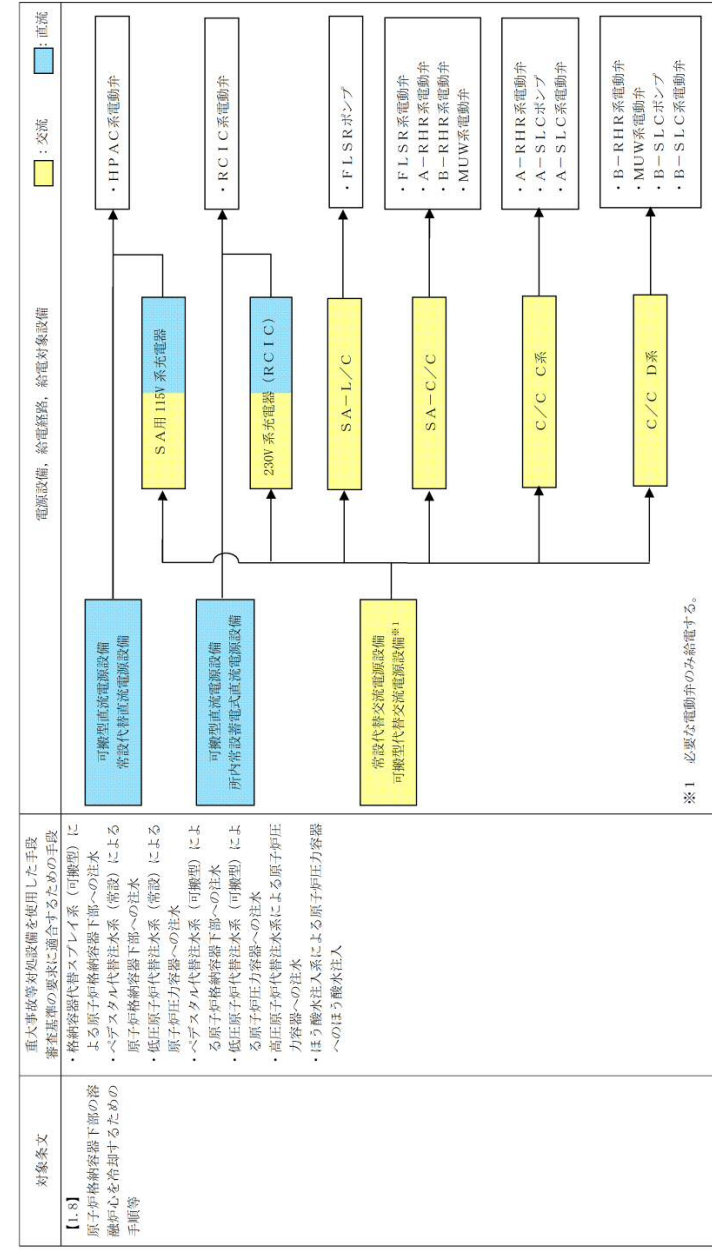 対象条文
重大事故等対処設備を使用した手段
審査基準の要求に適合するための手段
電源設備,給電経路,給電対象設備
:交流
:直流
【1.8】
原子炉格納容器下部の溶
融炉心を冷却するための
手順等
・格納容器代替スプレイ系(可搬型)に
よる原子炉格納容器下部への注水
・ペデスタル代替注水系(常設)による
原子炉格納容器下部への注水
・低圧原子炉代替注水系(常設)による
原子炉圧力容器への注水
・ペデスタル代替注水系(可搬型)によ
る原子炉格納容器下部への注水
・低圧原子炉代替注水系(可搬型)によ
る原子炉圧力容器への注水
・高圧原子炉代替注水系による原子炉圧
力容器への注水
・ほう酸水注入系による原子炉圧力容器
へのほう酸水注入
可搬型直流電源設備
常設代替直流電源設備
可搬型直流電源設備
所内常設蓄電式直流電源設備
常設代替交流電源設備
可搬型代替交流電源設備※1
SA用115V系充電器
230V系充電器(RCIC)
SA-L/C
SA-C/C
C/C C系
C/C D系
・HPAC系電動弁
・RCIC系電動弁
・FLSRポンプ
・FLSR系電動弁
・A-RHR系電動弁
・B-RHR系電動弁
・MUW系電動弁
・A-RHR系電動弁
・A-SLCポンプ
・A-SLC系電動弁
・B-RHR系電動弁
・MUW系電動弁
・B-SLCポンプ
・B-SLC系電動弁
※1 必要な電動弁のみ給電する。